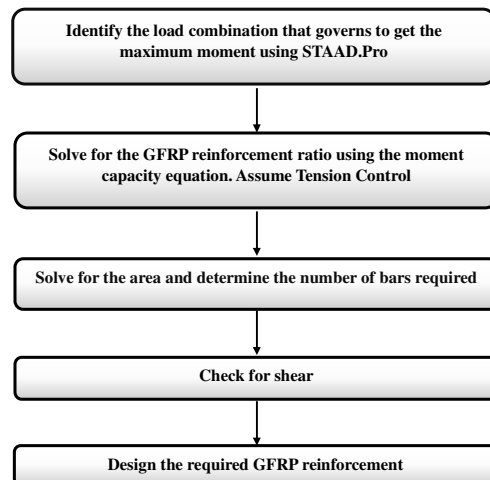 Identify the load combination that governs to get the
maximum moment using STAAD.Pro
Solve for the GFRP reinforcement ratio using the moment
capacity equation. Assume Tension Control
Solve for the area and determine the number of bars required
Check for shear
Design the required GFRP reinforcement